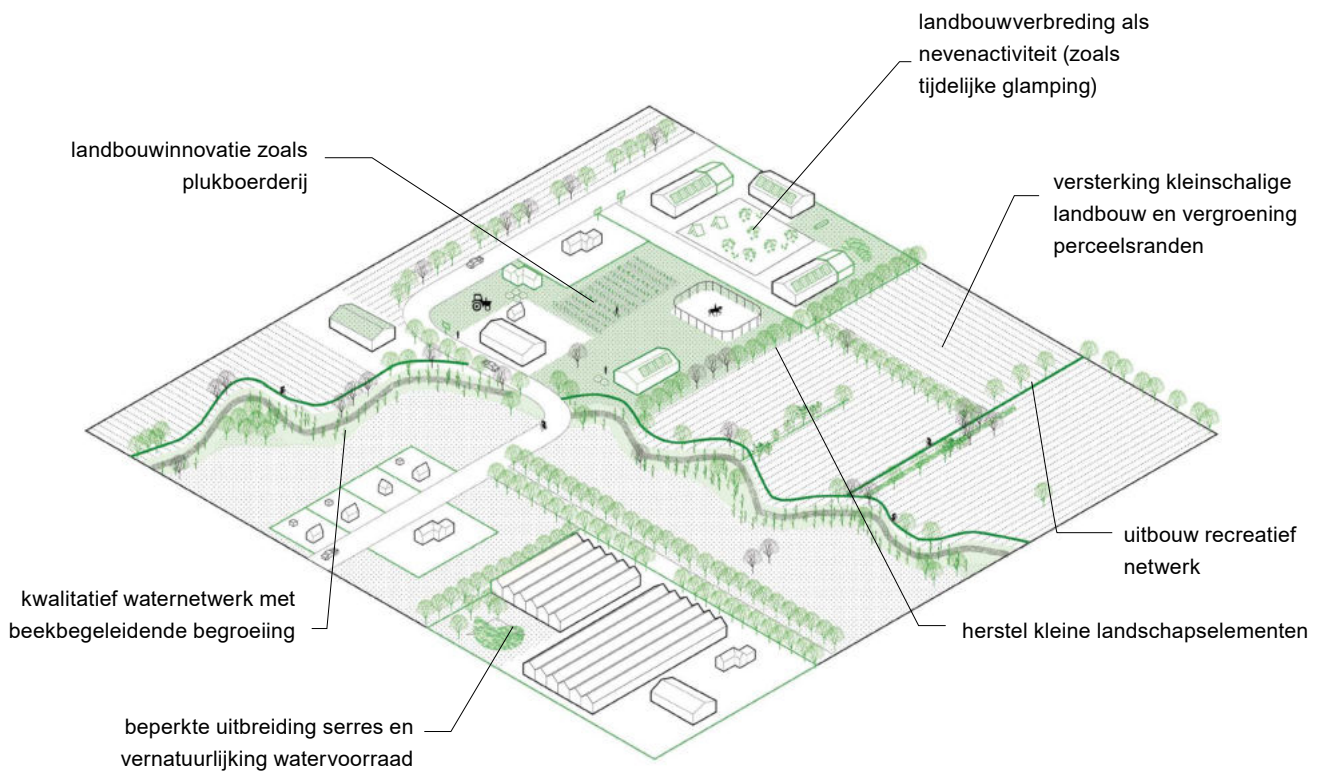 landbouwverbreding als
nevenactiviteit (zoals
tijdelijke glamping)
landbouwinnovatie zoals
plukboerderij
versterking kleinschalige
landbouw en vergroening
perceelsranden
uitbouw recreatief
netwerk
kwalitatief waternetwerk met
beekbegeleidende begroeiing
herstel kleine landschapselementen
beperkte uitbreiding serres en
vernatuurlijking watervoorraad